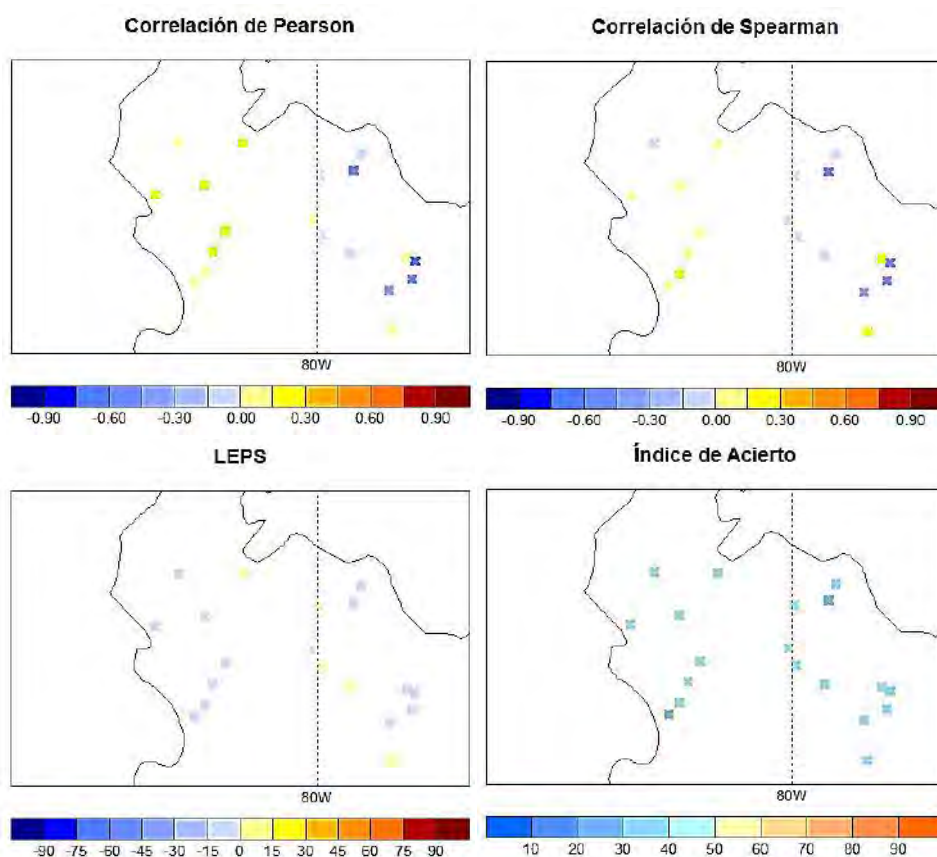 Correlación de Pearson
Correlación de Spearman
80W
80W
-0.90 -0.60 -0.30 0.00 0.30 0.60 0.90
-0.90 -0.60 -0.30 0.00 0.30 0.60 0.90
LEPS
Índice de Acierto
80W
80W
-90 -75 -60 -45 -30 -15 0 15 30 45 60 75 90
10 20 30 40 50 60 70 80 90